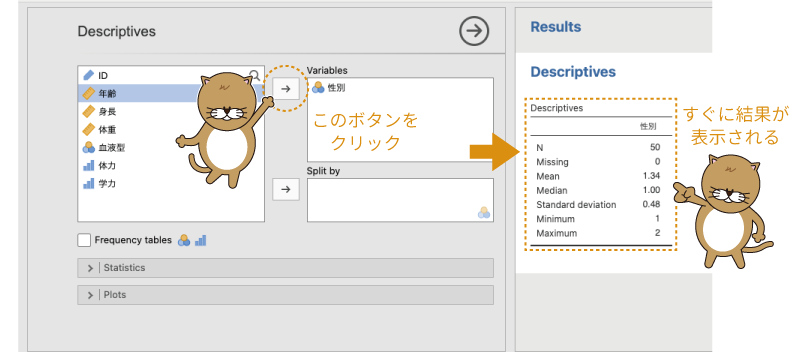 Descriptives
ID
年齢
身長
体重
血液型
体力
学力
Variables
性別
このボタンを
クリック
Split by
Frequency tables
Statistics
Plots
Results
Descriptives
Descriptives
性別
N 50
Missing 0
Mean 1.34
Median 1.00
Standard deviation 0.48
Minimum 1
Maximum 2
すぐに結果が
表示される